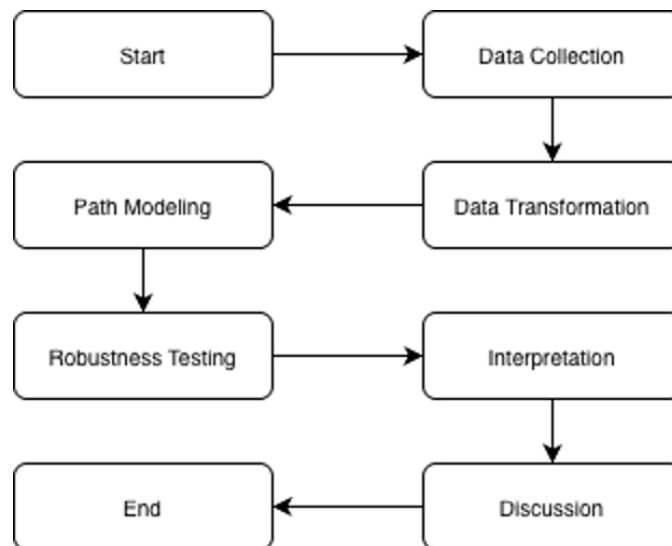 Start
Data Collection
Path Modeling
Data Transformation
Robustness Testing
Interpretation
End
Discussion